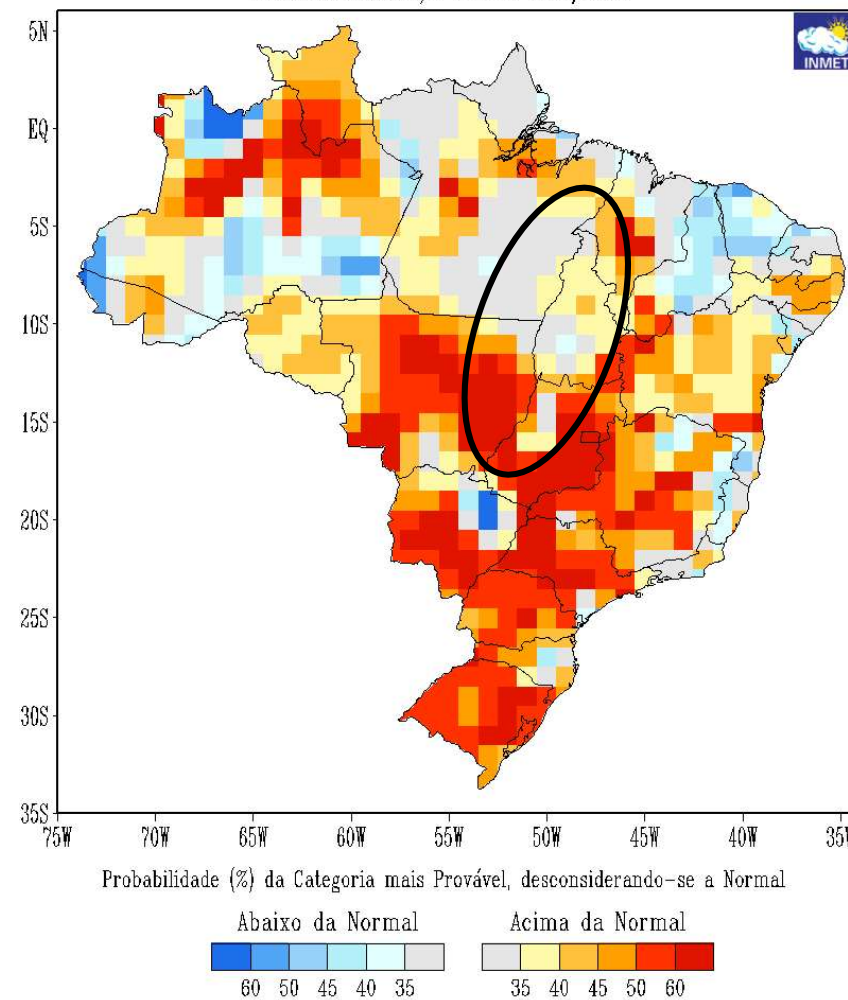 INMET
5N
EQ
5S
10S
15S
20S
25S
30S
35S
75W 70W 65W 60W 55W 50W 45W 40W 35W
Probabilidade (%) da Categoria mais Provável, desconsiderando-se a Normal
Abaixo da Normal Acima da Normal
60 50 45 40 35 35 40 45 50 60